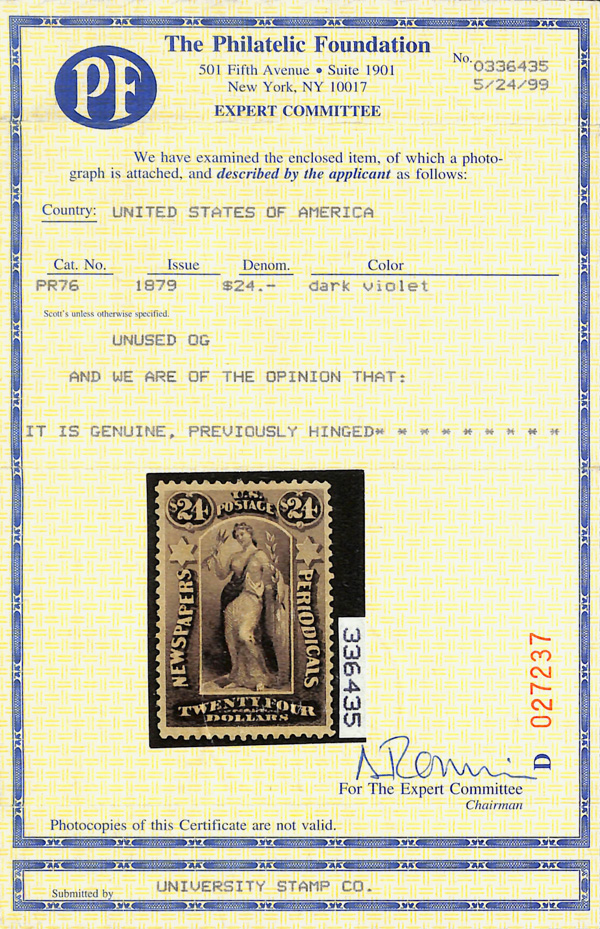 PF
The Philatelic Foundation
501 Fifth Avenue • Suite 1901
New York, NY 10017
EXPERT COMMITTEE
No. 0336435
5/24/99
We have examined the enclosed item, of which a photo-
graph is attached, and described by the applicant as follows:
Country: UNITED STATES OF AMERICA
Cat. No. Issue Denom. Color
PR76 1879 $24.- dark violet
Scott's unless otherwise specified.
UNUSED OG
AND WE ARE OF THE OPINION THAT:
IT IS GENUINE, PREVIOUSLY HINGED* * * * * * * * *
$24 U.S. $24
POSTAGE
NEWSPAPERS
PERIODICALS
TWENTY FOUR
DOLLARS
336435
027237
D
For The Expert Committee
Chairman
Photocopies of this Certificate are not valid.
Submitted by UNIVERSITY STAMP CO.